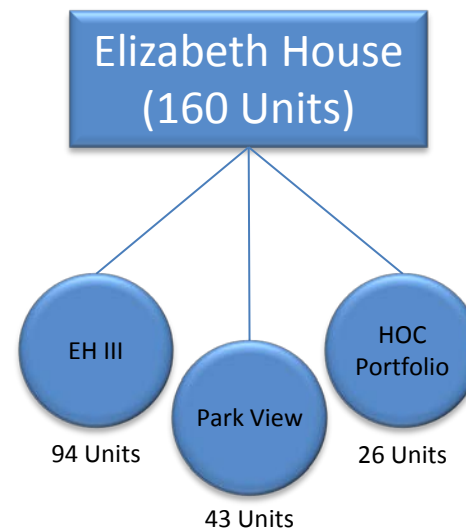 Elizabeth House
(160 Units)
EH III
Park View
HOC
Portfolio
94 Units
43 Units
26 Units